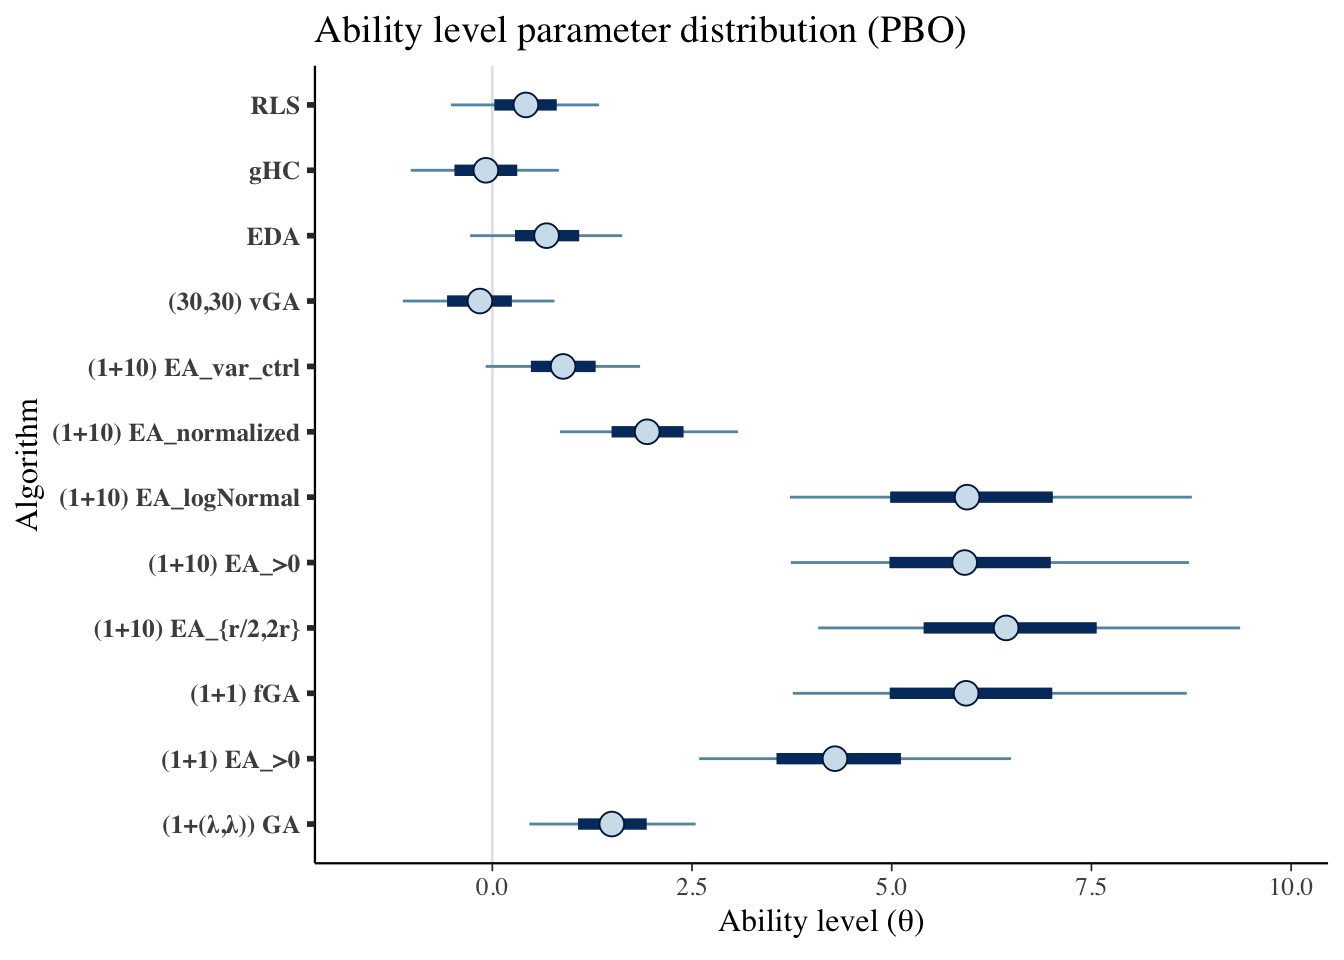 Ability level parameter distribution (PBO)
Algorithm
RLS
gHC
EDA
(30,30) vGA
(1+10) EA_var_ctrl
(1+10) EA_normalized
(1+10) EA_logNormal
(1+10) EA_>0
(1+10) EA_{r/2,2r}
(1+1) fGA
(1+1) EA_>0
(1+(λ,λ)) GA
0.0 2.5 5.0 7.5 10.0
Ability level (θ)